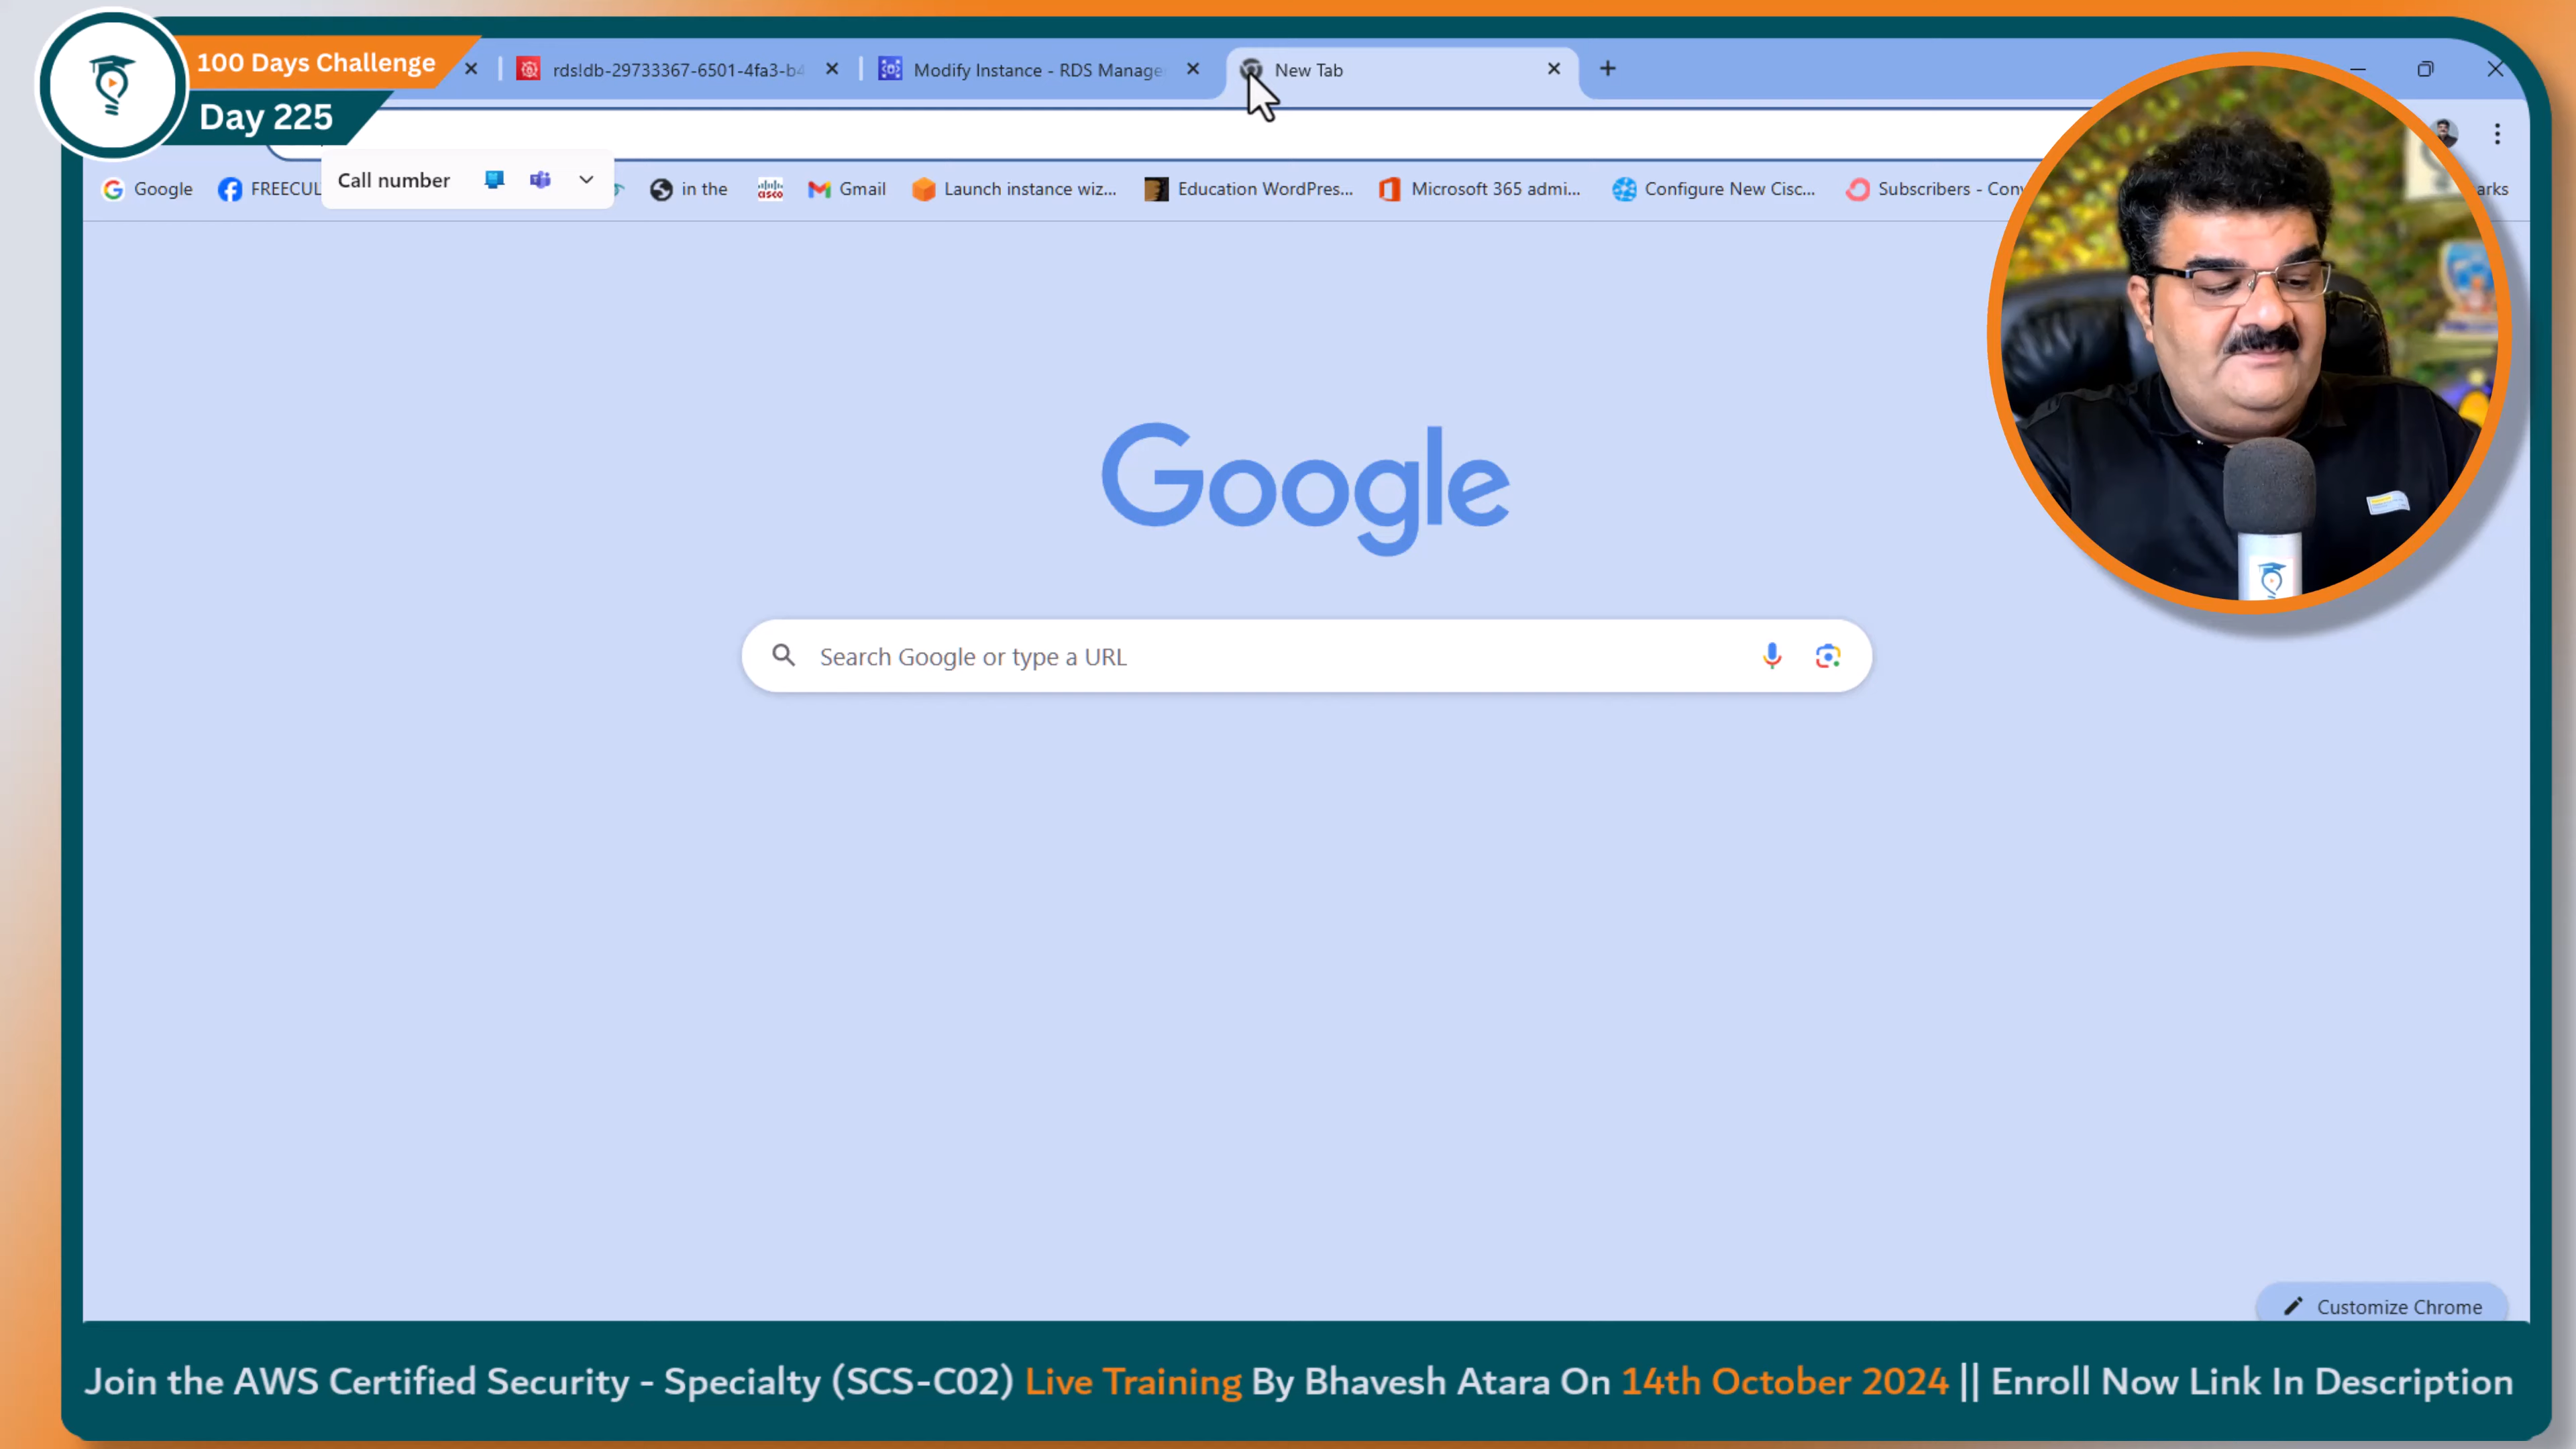 100 Days Challenge
Day 225
rds!db-29733367-6501-4fa3-b4
Modify Instance - RDS Manage
New Tab
Call number
Google
FREECUL
in the
cisco
Gmail
Launch instance wiz...
Education WordPres...
Microsoft 365 admi...
Configure New Cisc...
Subscribers - Conv
arks
Google
Search Google or type a URL
Customize Chrome
Join the AWS Certified Security - Specialty (SCS-C02) Live Training By Bhavesh Atara On 14th October 2024 || Enroll Now Link In Description